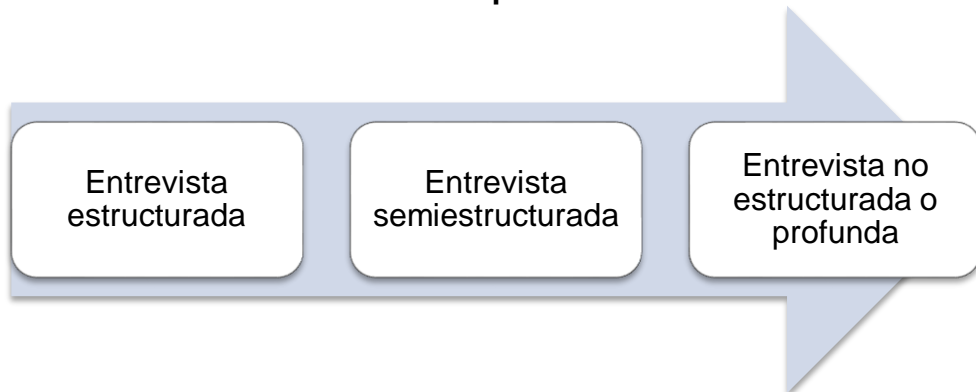 Entrevista
estructurada
Entrevista
semiestructurada
Entrevista no
estructurada o
profunda